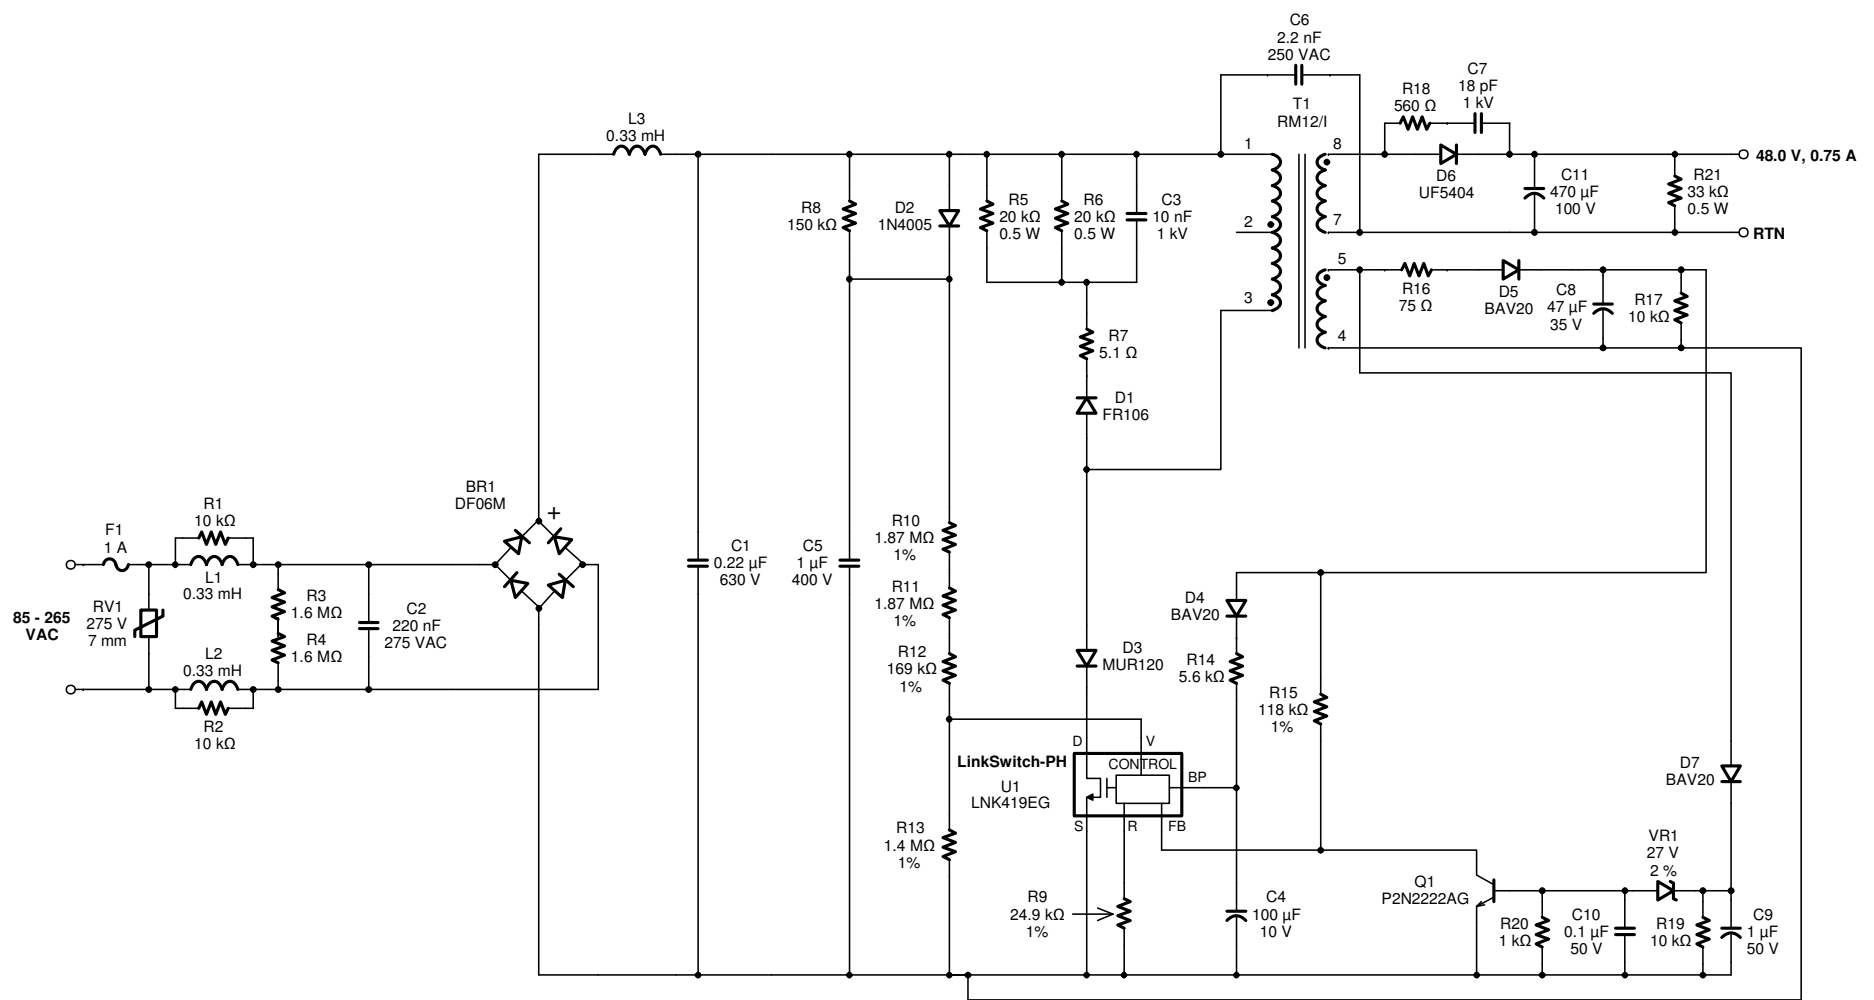 C6
2.2 nF
250 VAC
C7
18 pF
1 kV
R18
560 Ω
T1
RM12/I
L3
0.33 mH
1
8
48.0 V, 0.75 A
D6
UF5404
C11
470 µF
100 V
R21
33 kΩ
0.5 W
R8
150 kΩ
D2
1N4005
R5
20 kΩ
0.5 W
R6
20 kΩ
0.5 W
C3
10 nF
1 kV
2
7
RTN
5
R16
75 Ω
D5
BAV20
C8
47 µF
35 V
R17
10 kΩ
3
4
R7
5.1 Ω
D1
FR106
BR1
DF06M
+
R1
10 kΩ
F1
1 A
L1
0.33 mH
85 - 265
VAC
RV1
275 V
7 mm
R3
1.6 MΩ
R4
1.6 MΩ
C2
220 nF
275 VAC
L2
0.33 mH
R2
10 kΩ
C1
0.22 µF
630 V
C5
1 µF
400 V
R10
1.87 MΩ
1%
R11
1.87 MΩ
1%
R12
169 kΩ
1%
D3
MUR120
D4
BAV20
R14
5.6 kΩ
R15
118 kΩ
1%
D
V
LinkSwitch-PH
CONTROL
U1
LNK419EG
BP
S
R
FB
D7
BAV20
R13
1.4 MΩ
1%
R9
24.9 kΩ
1%
C4
100 µF
10 V
Q1
P2N2222AG
VR1
27 V
2 %
R20
1 kΩ
C10
0.1 µF
50 V
R19
10 kΩ
C9
1 µF
50 V